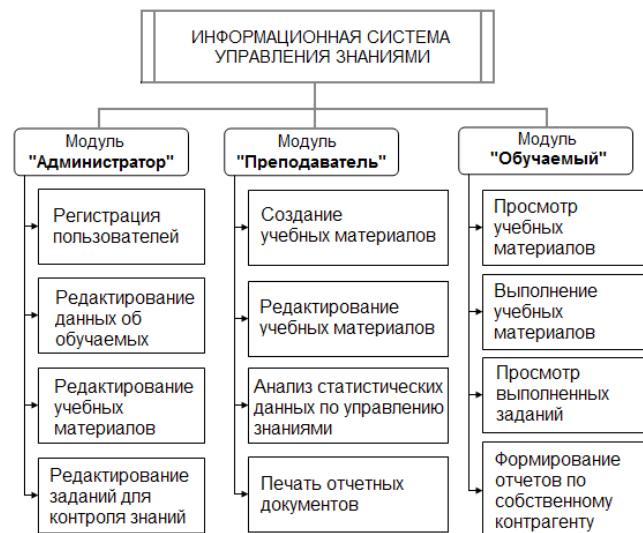 ИНФОРМАЦИОННАЯ СИСТЕМА
УПРАВЛЕНИЯ ЗНАНИЯМИ
Модуль
"Администратор"
Регистрация
пользователей
Редактирование
данных об
обучаемых
Редактирование
учебных
материалов
Редактирование
заданий для
контроля знаний
Модуль
"Преподаватель"
Создание
учебных материалов
Редактирование
учебных материалов
Анализ статистических
данных по управлению
знаниями
Печать отчетных
документов
Модуль
"Обучаемый"
Просмотр
учебных
материалов
Выполнение
учебных
материалов
Просмотр
выполненных
заданий
Формирование
отчетов по
собственному
контрагенту